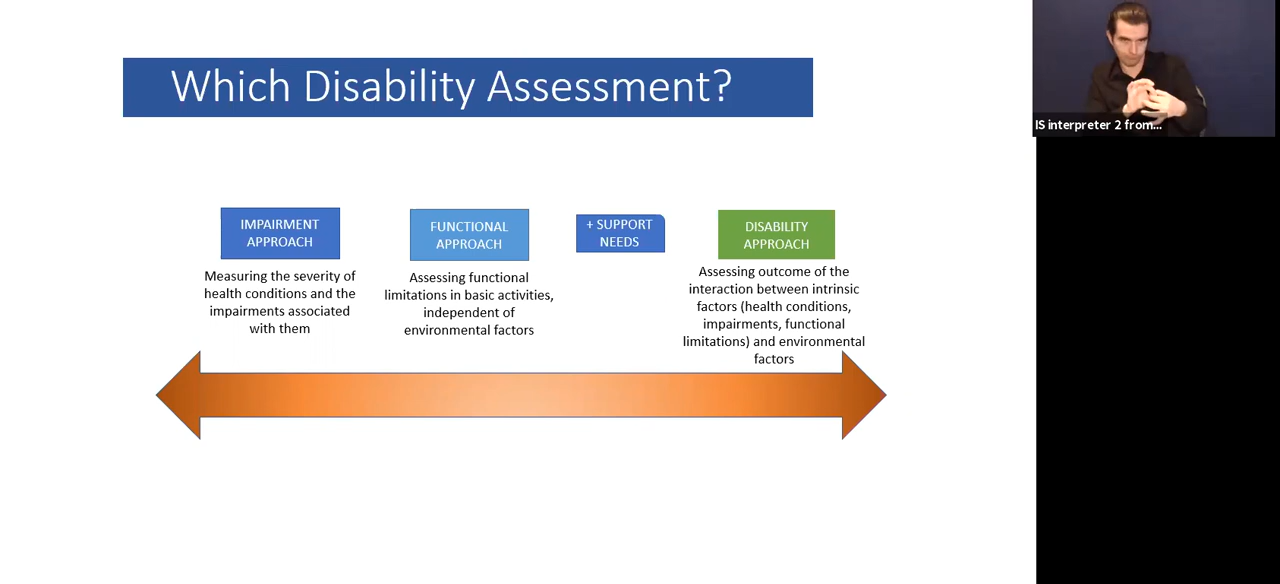 Which Disability Assessment?
IS interpreter 2 from...
IMPAIRMENT
APPROACH
Measuring the severity of
health conditions and the
impairments associated
with them
FUNCTIONAL
APPROACH
Assessing functional
limitations in basic activities,
independent of
environmental factors
+ SUPPORT
NEEDS
DISABILITY
APPROACH
Assessing outcome of the
interaction between intrinsic
factors (health conditions,
impairments, functional
limitations) and environmental
factors